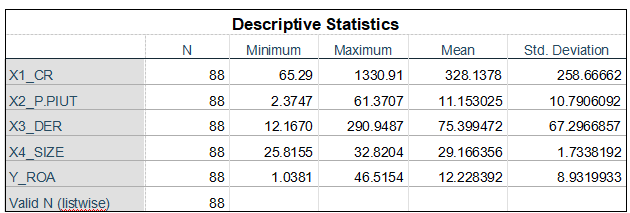 Descriptive Statistics
N Minimum Maximum Mean Std. Deviation
X1_CR 88 65.29 1330.91 328.1378 258.66662
X2_P.PIUT 88 2.3747 61.3707 11.153025 10.7906092
X3_DER 88 12.1670 290.9487 75.399472 67.2966857
X4_SIZE 88 25.8155 32.8204 29.166356 1.7338192
Y_ROA 88 1.0381 46.5154 12.228392 8.9319933
Valid N (listwise) 88